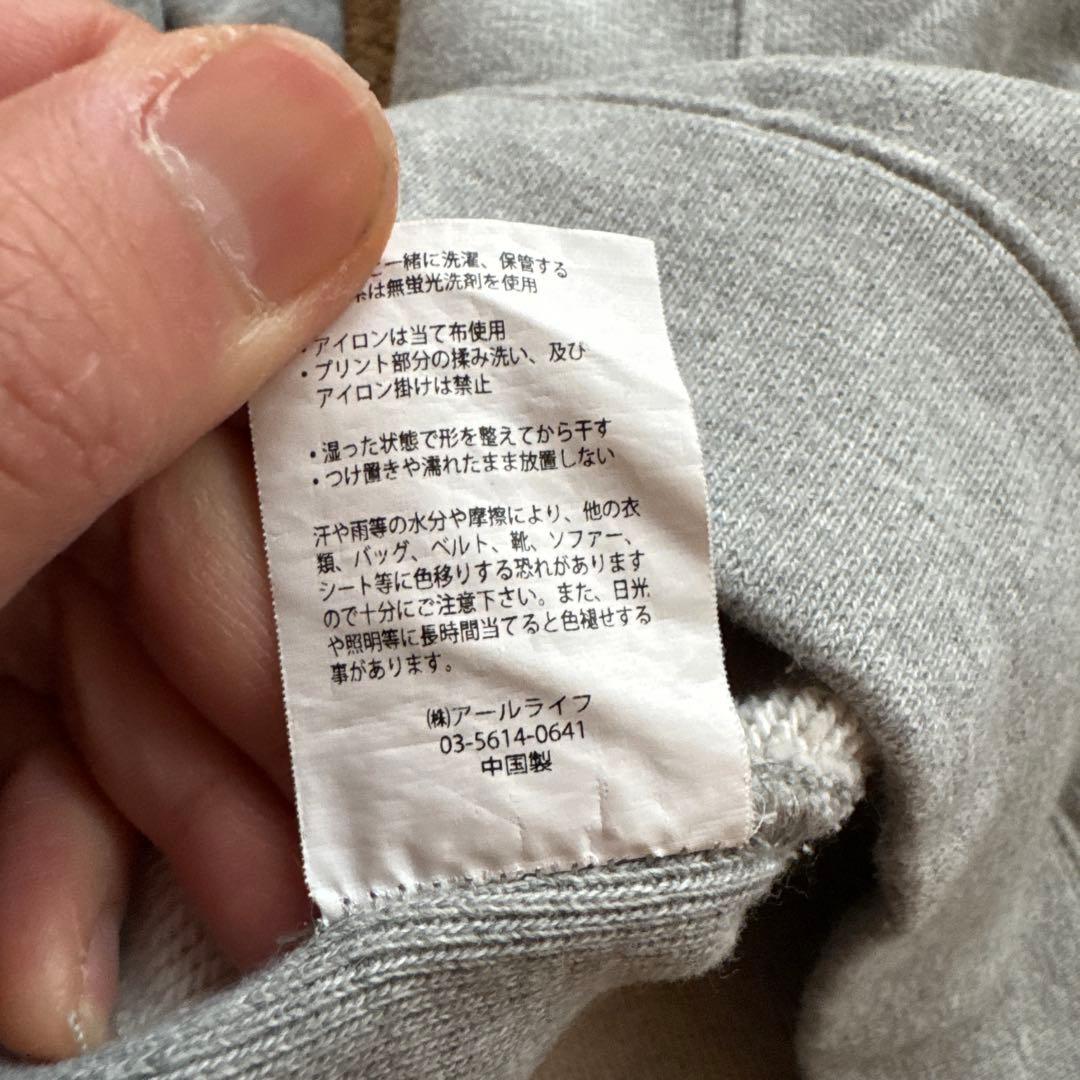 一緒に洗濯、保管する
は無蛍光洗剤を使用
・アイロンは当て布使用
・プリント部分の揉み洗い、及び
アイロン掛けは禁止
・湿った状態で形を整えてから干す
・つけ置きや濡れたまま放置しない
汗や雨等の水分や摩擦により、他の衣
類、バッグ、ベルト、靴、ソファー、
シート等に色移りする恐れがあります
ので十分にご注意下さい。また、日光
や照明等に長時間当てると色褪せする
事があります。
㈱アールライフ
03-5614-0641
中国製